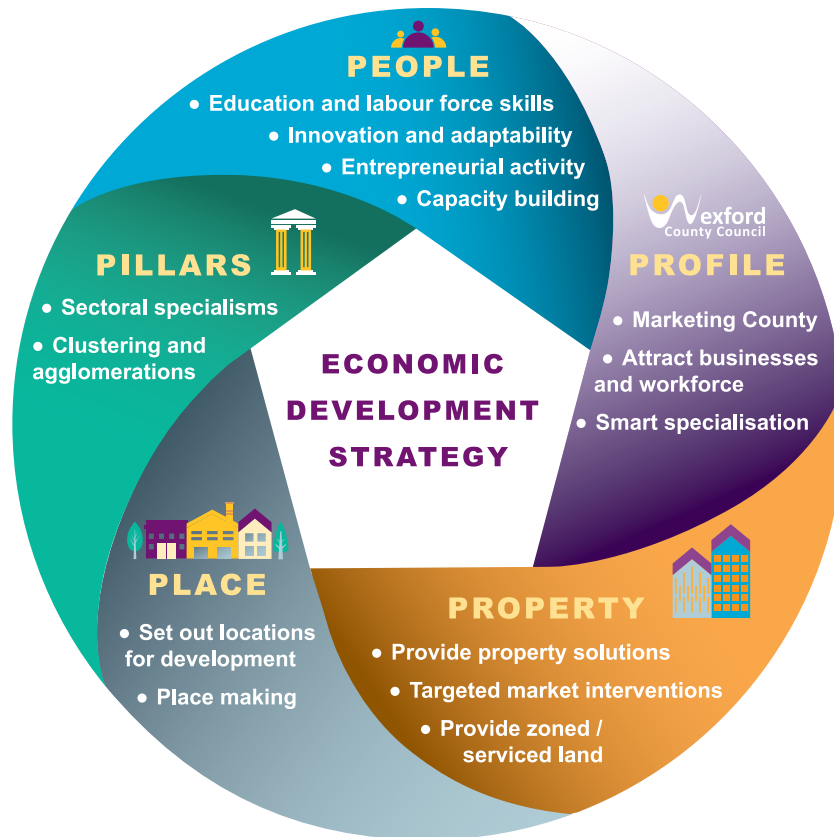 PEOPLE
● Education and labour force skills
● Innovation and adaptability
● Entrepreneurial activity
● Capacity building
Wexford
County Council
PROFILE
● Marketing County
● Attract businesses
and workforce
● Smart specialisation
PROPERTY
● Provide property solutions
● Targeted market interventions
● Provide zoned /
serviced land
PLACE
● Set out locations
for development
● Place making
PILLARS
● Sectoral specialisms
● Clustering and
agglomerations
ECONOMIC
DEVELOPMENT
STRATEGY